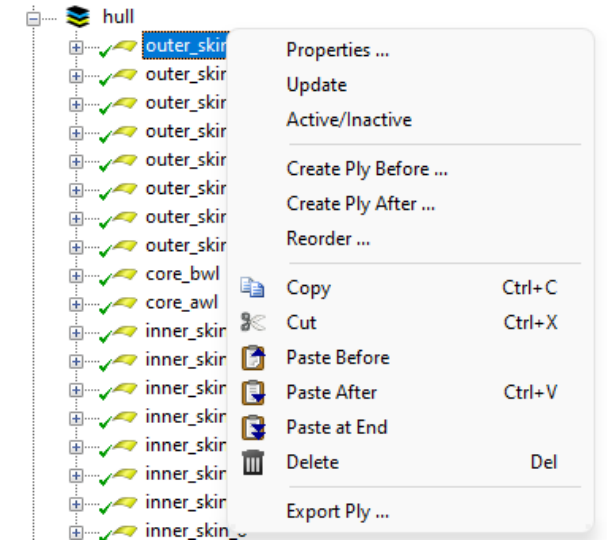 hull
outer_skin
outer_skin
outer_skin
outer_skin
outer_skin
outer_skin
outer_skin
outer_skin
core_bwl
core_awl
inner_skin
inner_skin
inner_skin
inner_skin
inner_skin
inner_skin
inner_skin
Properties ...
Update
Active/Inactive
Create Ply Before ...
Create Ply After ...
Reorder ...
Copy Ctrl+C
Cut Ctrl+X
Paste Before
Paste After Ctrl+V
Paste at End
Delete Del
Export Ply ...